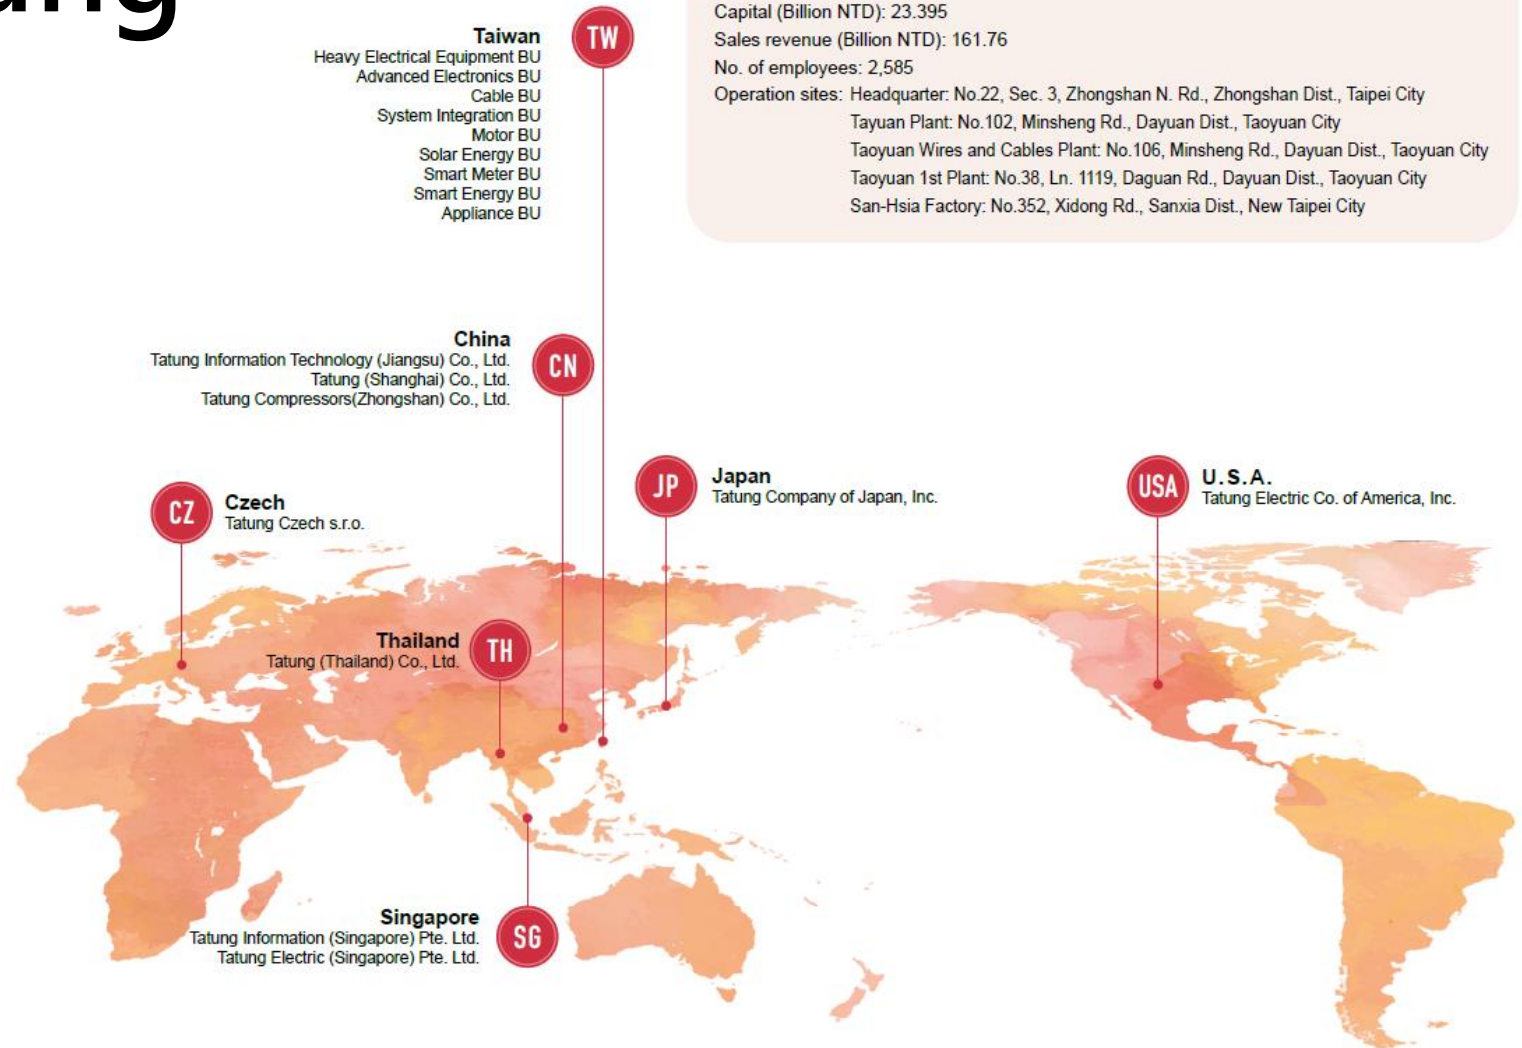 Capital (Billion NTD): 23.395
Sales revenue (Billion NTD): 161.76
No. of employees: 2,585
Operation sites: Headquarter: No.22, Sec. 3, Zhongshan N. Rd., Zhongshan Dist., Taipei City
Tayuan Plant: No.102, Minsheng Rd., Dayuan Dist., Taoyuan City
Taoyuan Wires and Cables Plant: No.106, Minsheng Rd., Dayuan Dist., Taoyuan City
Taoyuan 1st Plant: No.38, Ln. 1119, Daguan Rd., Dayuan Dist., Taoyuan City
San-Hsia Factory: No.352, Xidong Rd., Sanxia Dist., New Taipei City
TW
Taiwan
Heavy Electrical Equipment BU
Advanced Electronics BU
Cable BU
System Integration BU
Motor BU
Solar Energy BU
Smart Meter BU
Smart Energy BU
Appliance BU
China
CN
Tatung Information Technology (Jiangsu) Co., Ltd.
Tatung (Shanghai) Co., Ltd.
Tatung Compressors(Zhongshan) Co., Ltd.
CZ
Czech
Tatung Czech s.r.o.
JP
Japan
Tatung Company of Japan, Inc.
USA
U.S.A.
Tatung Electric Co. of America, Inc.
Thailand
TH
Tatung (Thailand) Co., Ltd.
Singapore
SG
Tatung Information (Singapore) Pte. Ltd.
Tatung Electric (Singapore) Pte. Ltd.